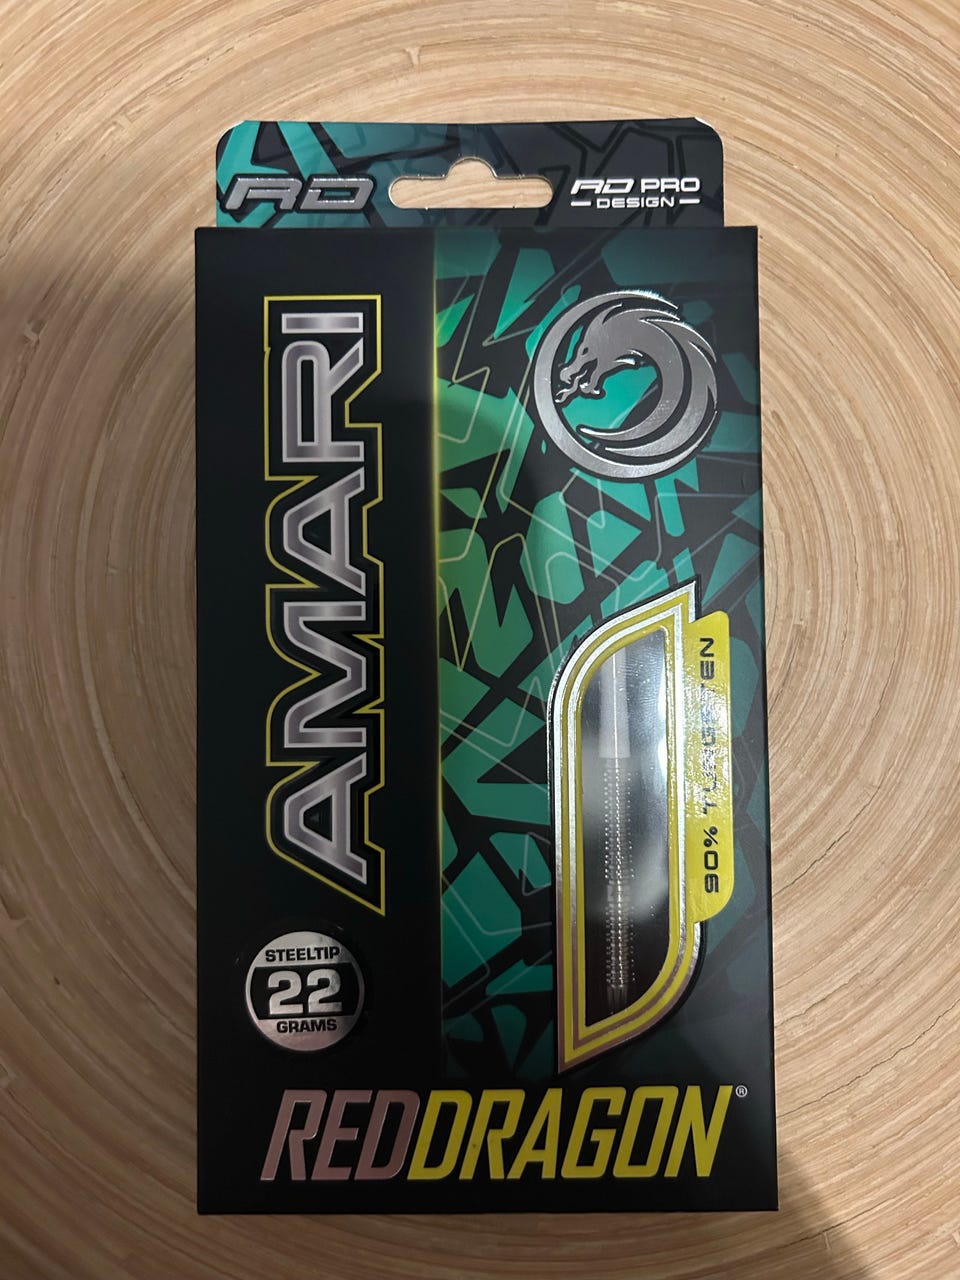 RD
RD PRO
DESIGN
AMARI
90% TUNGSTEN
STEELTIP
22
GRAMS
REDDRAGON®